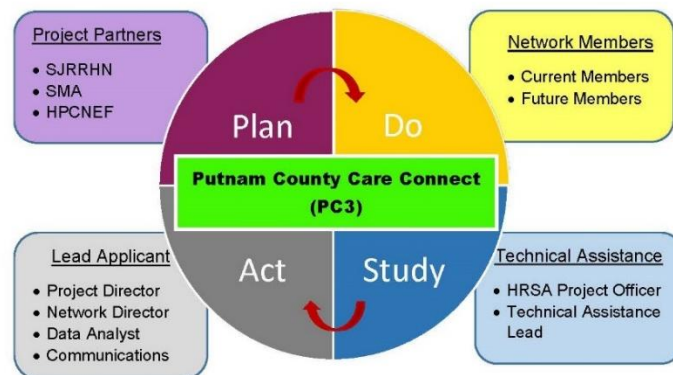 Project Partners
• SJRRHN
• SMA
• HPCNEF
Network Members
• Current Members
• Future Members
Plan
Do
Putnam County Care Connect
(PC3)
Act
Study
Lead Applicant
• Project Director
• Network Director
• Data Analyst
• Communications
Technical Assistance
• HRSA Project Officer
• Technical Assistance
Lead